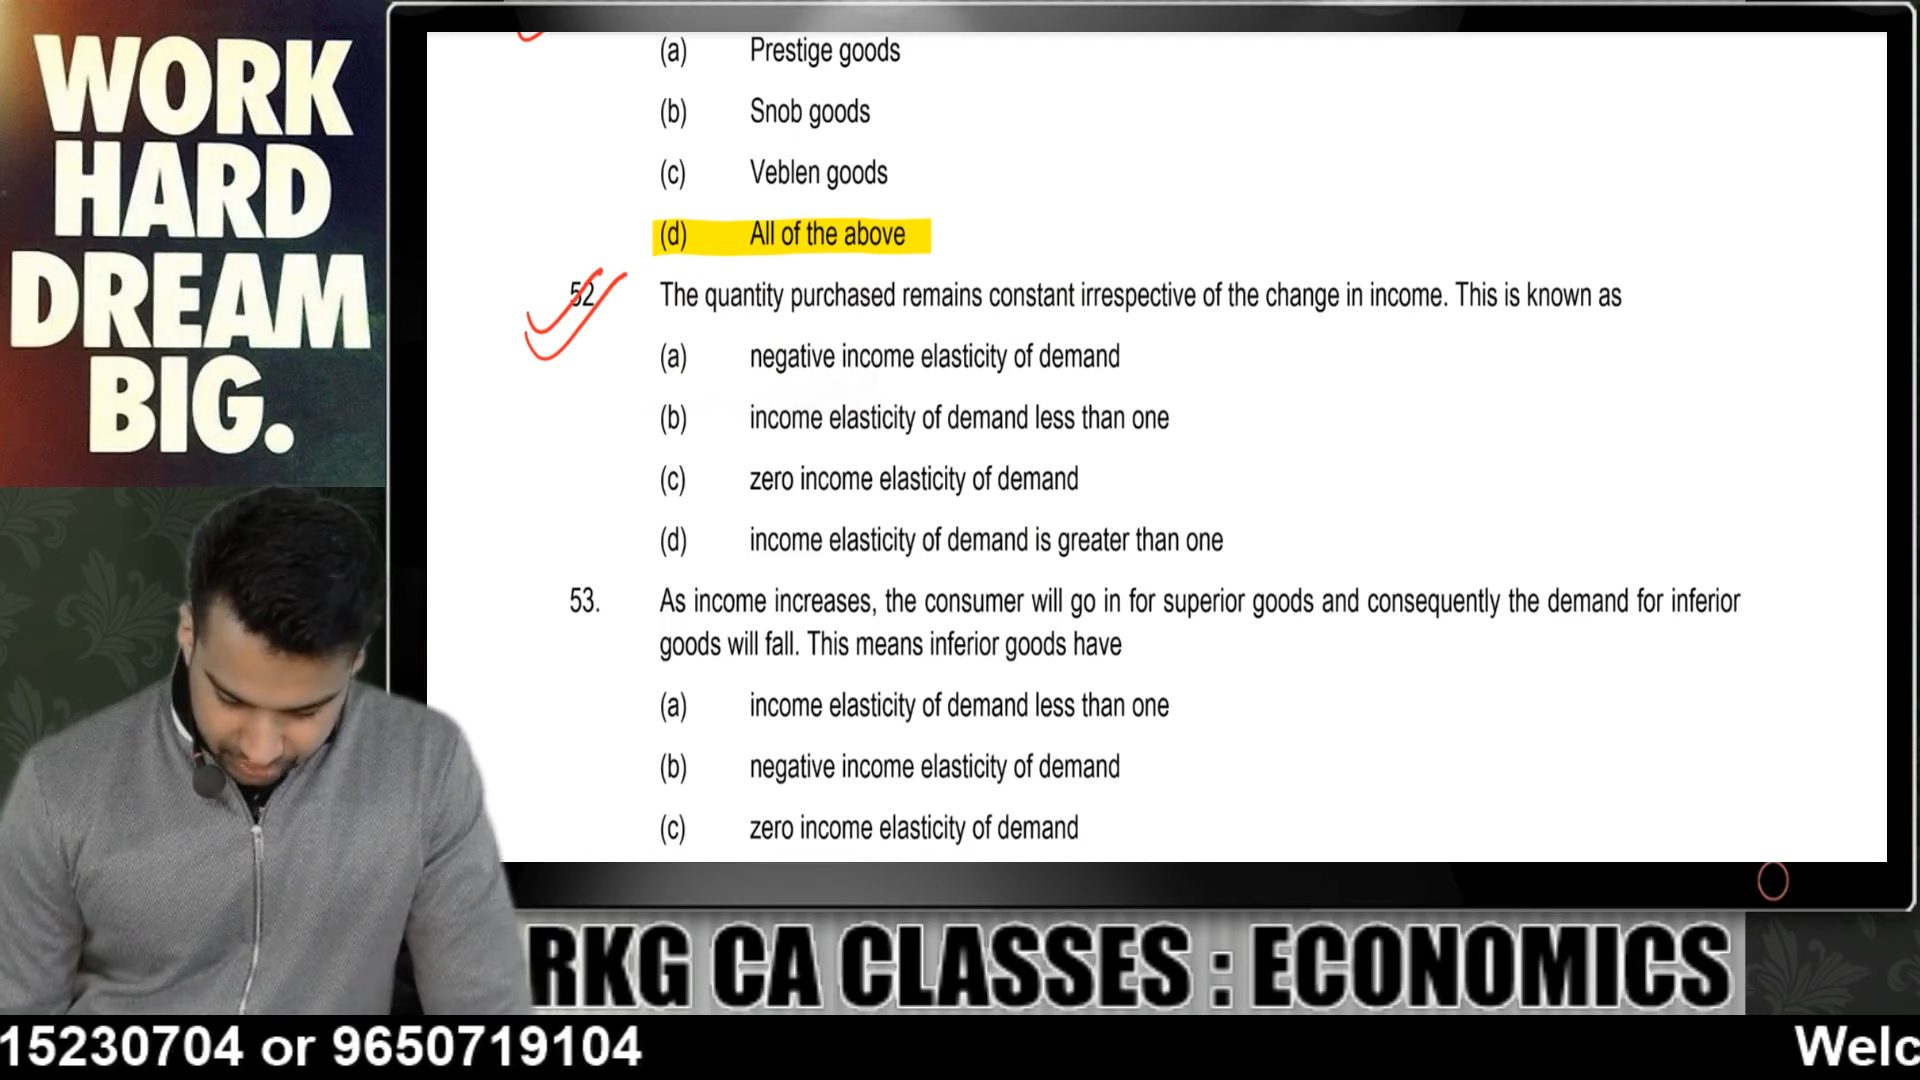 WORK
HARD
DREAM
BIG.
(a) Prestige goods
(b) Snob goods
(c) Veblen goods
(d) All of the above
52. The quantity purchased remains constant irrespective of the change in income. This is known as
(a) negative income elasticity of demand
(b) income elasticity of demand less than one
(c) zero income elasticity of demand
(d) income elasticity of demand is greater than one
53. As income increases, the consumer will go in for superior goods and consequently the demand for inferior
goods will fall. This means inferior goods have
(a) income elasticity of demand less than one
(b) negative income elasticity of demand
(c) zero income elasticity of demand
RKG CA CLASSES : ECONOMICS
15230704 or 9650719104
Welc